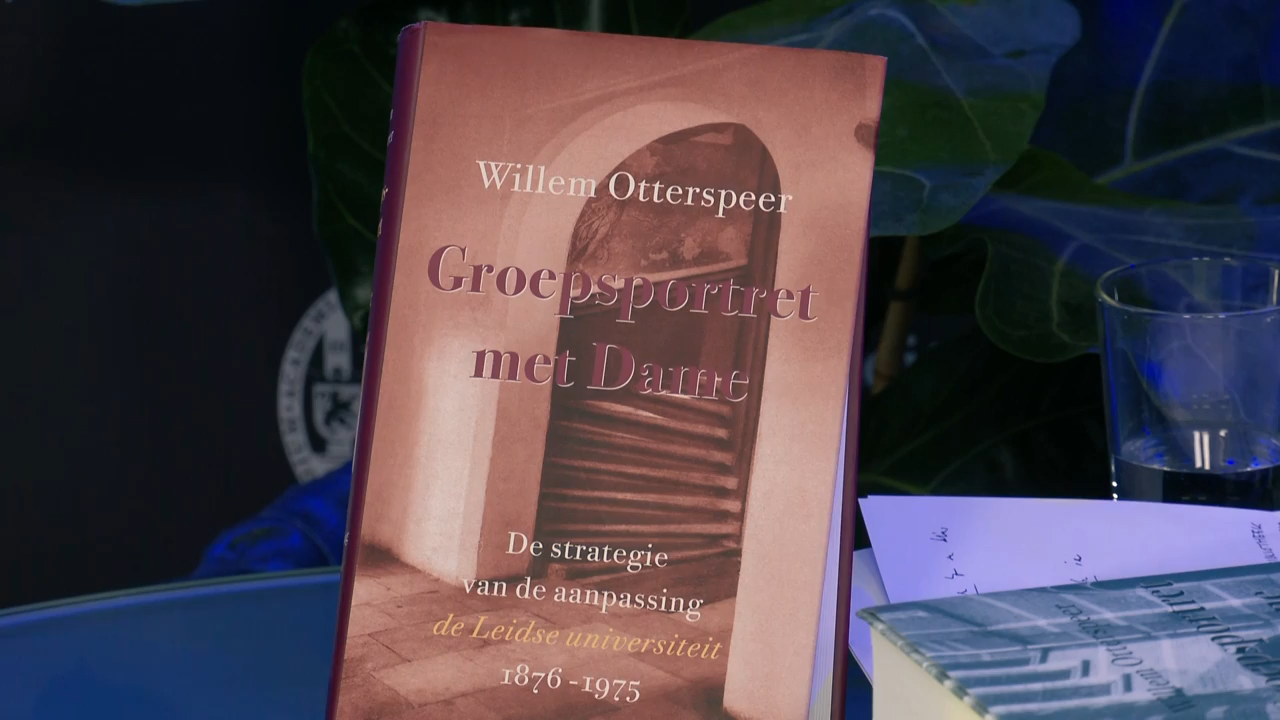 Willem Otterspeer
Groepsportret
met Dame
De strategie
van de aanpassing
de Leidse universiteit
1876-1975